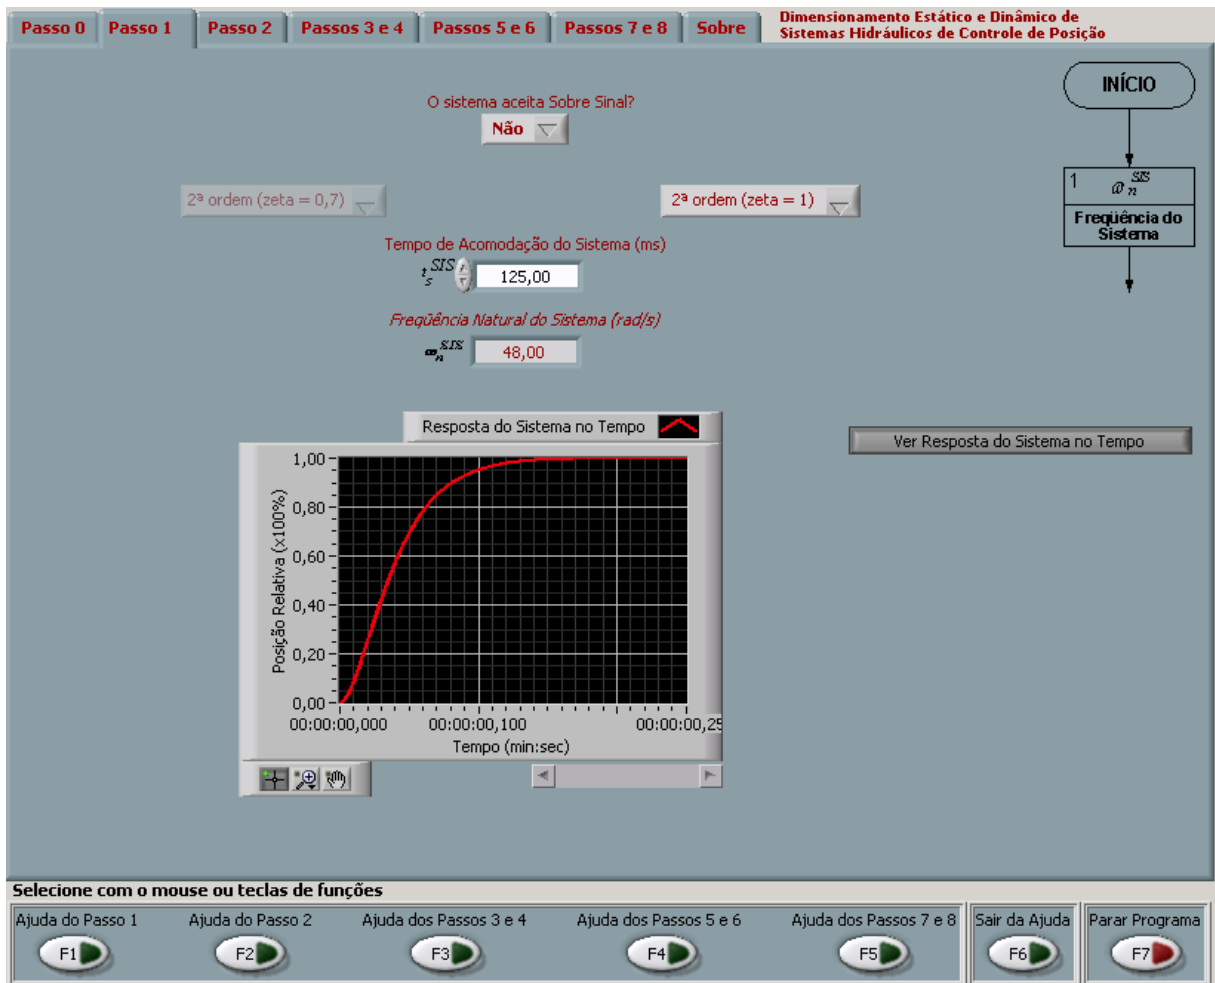 Passo 0
Passo 1
Passo 2
Passos 3 e 4
Passos 5 e 6
Passos 7 e 8
Sobre
Dimensionamento Estático e Dinâmico de
Sistemas Hidráulicos de Controle de Posição
O sistema aceita Sobre Sinal?
Não
2ª ordem (zeta = 0,7)
2ª ordem (zeta = 1)
Tempo de Acomodação do Sistema (ms)
t_s^SIS
125,00
Freqüência Natural do Sistema (rad/s)
ω_n^SIS
48,00
INÍCIO
1
ω_n^SIS
Freqüência do
Sistema
Resposta do Sistema no Tempo
Ver Resposta do Sistema no Tempo
Posição Relativa (x100%)
1,00
0,80
0,60
0,40
0,20
0,00
00:00:00,000
00:00:00,100
00:00:00,25
Tempo (min:sec)
Selecione com o mouse ou teclas de funções
Ajuda do Passo 1
Ajuda do Passo 2
Ajuda dos Passos 3 e 4
Ajuda dos Passos 5 e 6
Ajuda dos Passos 7 e 8
Sair da Ajuda
Parar Programa
F1
F2
F3
F4
F5
F6
F7